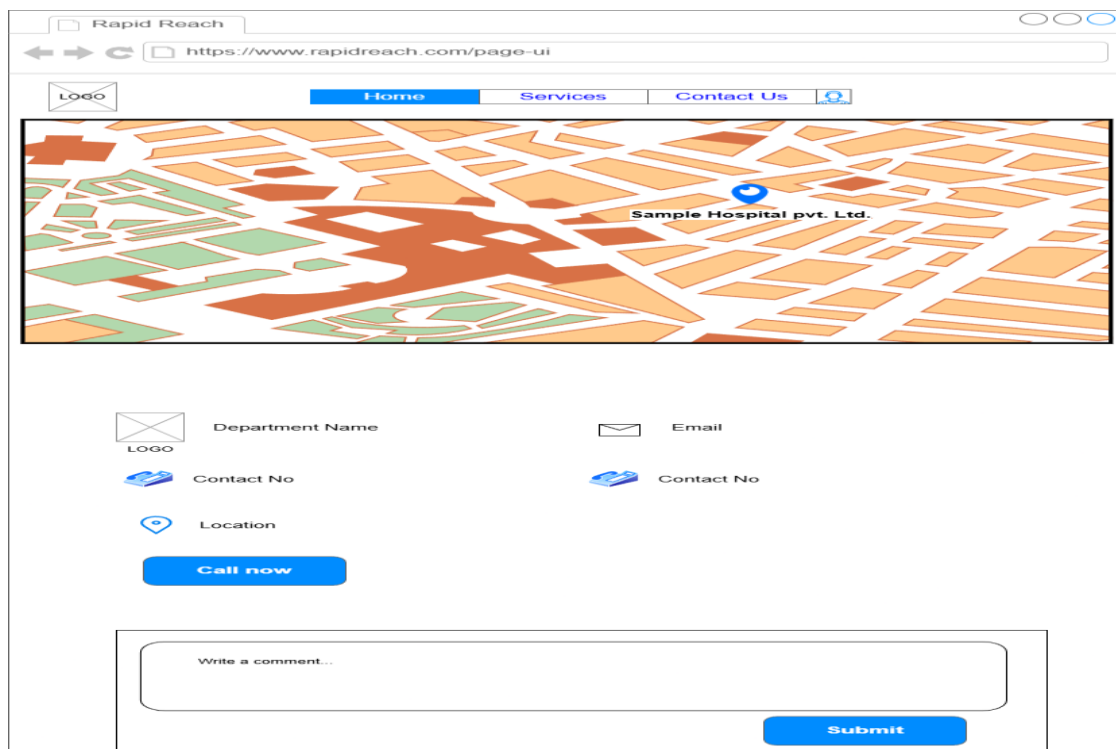 Rapid Reach
https://www.rapidreach.com/page-ui
LOGO
Home Services Contact Us
Sample Hospital pvt. Ltd.
Department Name
Email
LOGO
Contact No
Contact No
Location
Call now
Write a comment...
Submit